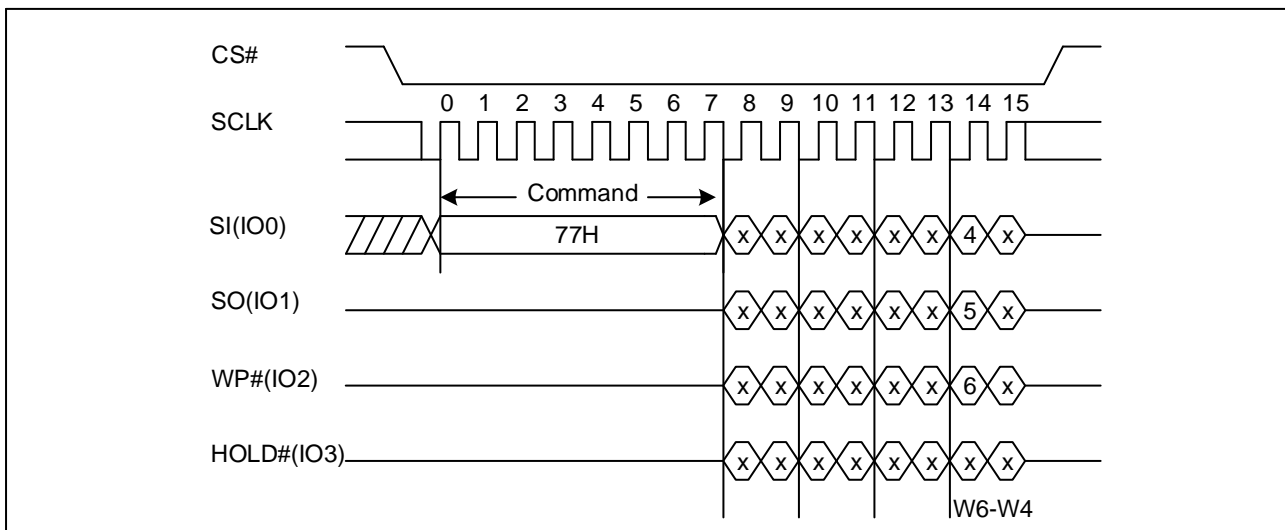 CS#
0 1 2 3 4 5 6 7 8 9 10 11 12 13 14 15
SCLK
Command
SI(IO0) 77H x x x x x x 4 x
SO(IO1) x x x x x x 5 x
WP#(IO2) x x x x x x 6 x
HOLD#(IO3) x x x x x x x x
W6-W4